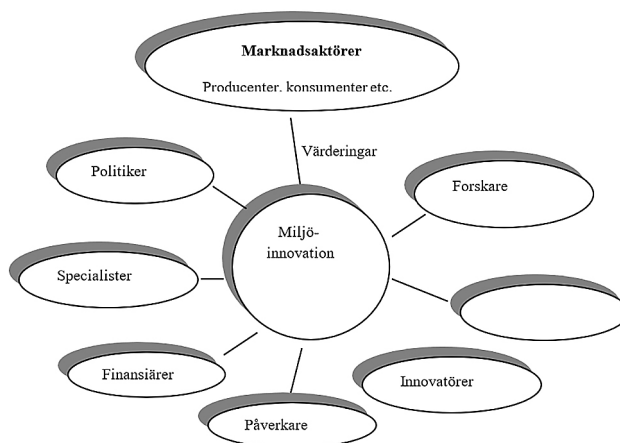 Marknadsaktörer
Producenter, konsumenter etc.
Värderingar
Politiker
Forskare
Miljö-
innovation
Specialister
Finansiärer
Innovatörer
Påverkare